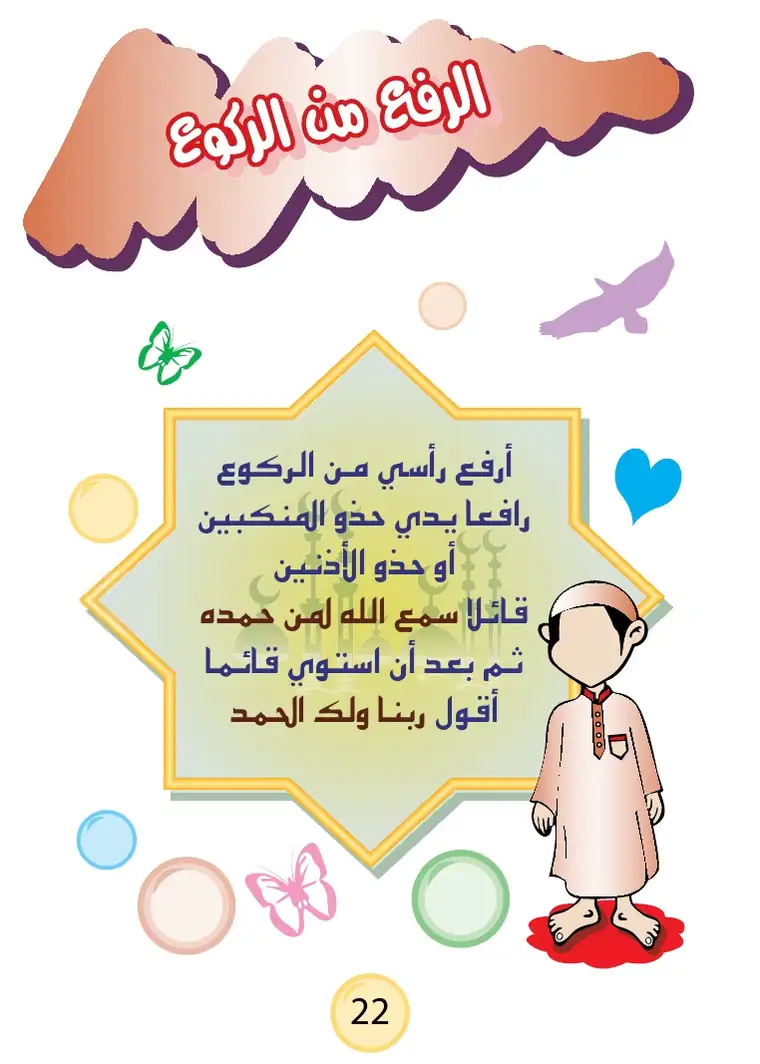 الرفع من الركوع
أرفع رأسي من الركوع
رافعا يدي حذو المنكبين
أو حذو الأذنين
قائلا سمع الله لمن حمده
ثم بعد أن استوي قائما
أقول ربنا ولك الحمد
22